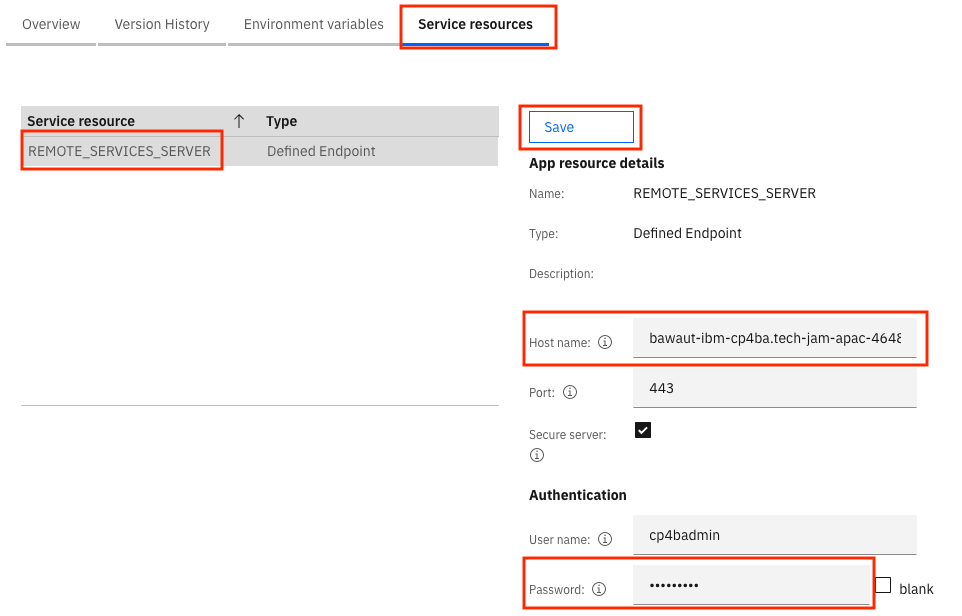 Overview Version History Environment variables Service resources
Service resource ↑ Type
REMOTE_SERVICES_SERVER Defined Endpoint
Save
App resource details
Name: REMOTE_SERVICES_SERVER
Type: Defined Endpoint
Description:
Host name: bawaut-ibm-cp4ba.tech-jam-apac-4648
Port: 443
Secure server:
Authentication
User name: cp4badmin
Password: •••••••••
blank